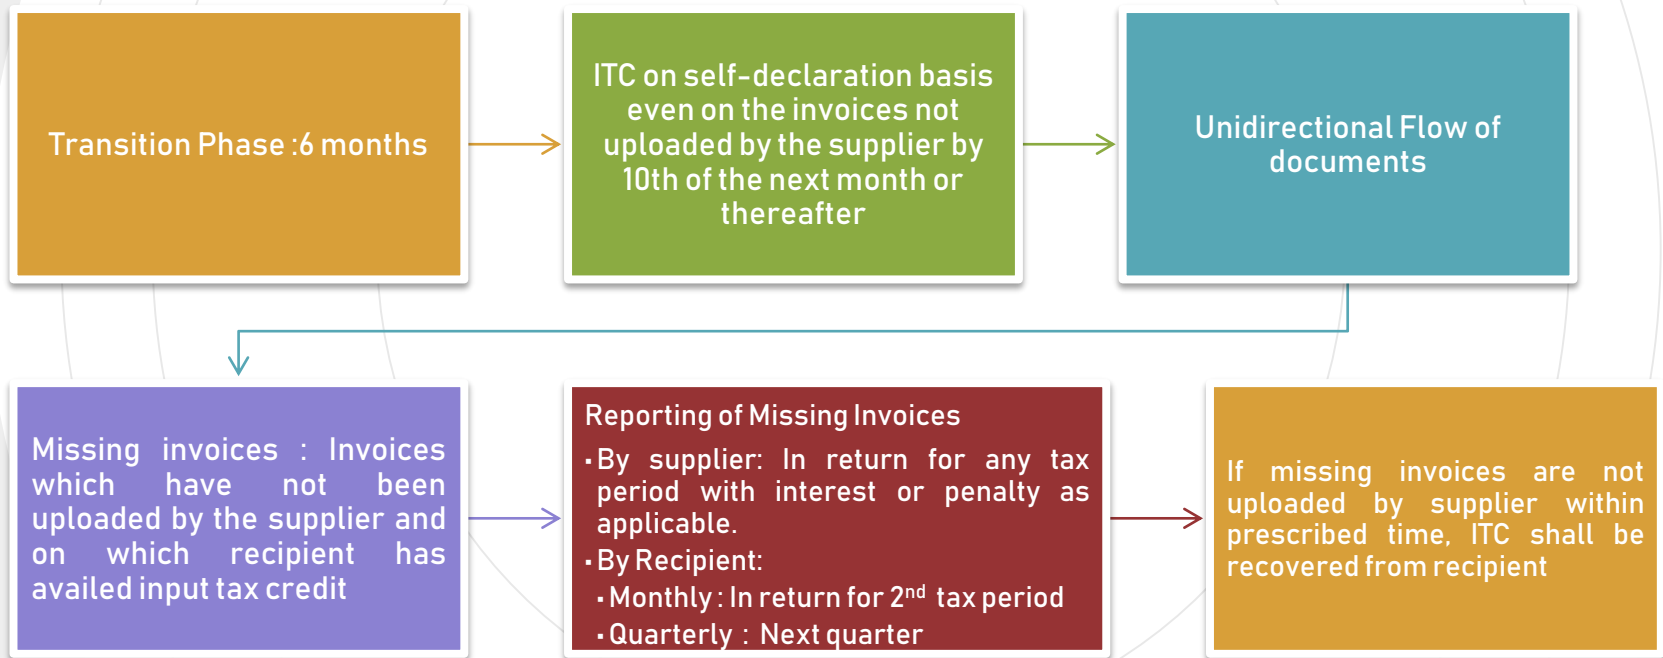 Transition Phase :6 months
ITC on self-declaration basis
even on the invoices not
uploaded by the supplier by
10th of the next month or
thereafter
Unidirectional Flow of
documents
Missing invoices : Invoices
which have not been
uploaded by the supplier and
on which recipient has
availed input tax credit
Reporting of Missing Invoices
▪ By supplier: In return for any tax
period with interest or penalty as
applicable.
▪ By Recipient:
▪ Monthly : In return for 2nd tax period
▪ Quarterly : Next quarter
If missing invoices are not
uploaded by supplier within
prescribed time, ITC shall be
recovered from recipient